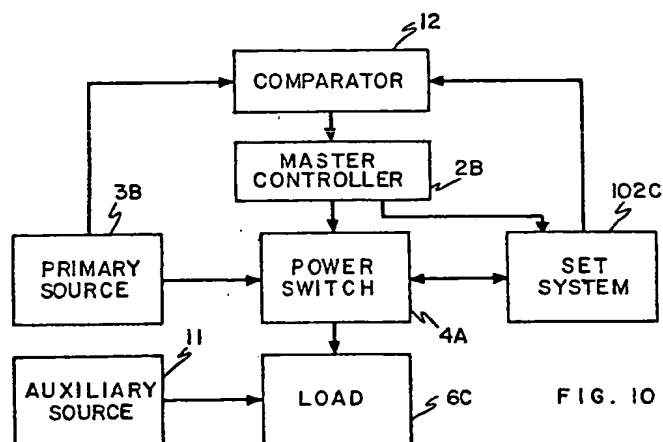 12
COMPARATOR
MASTER
CONTROLLER
2B
3B
102C
PRIMARY
SOURCE
POWER
SWITCH
SET
SYSTEM
4A
11
AUXILIARY
SOURCE
LOAD
6C
FIG. 10